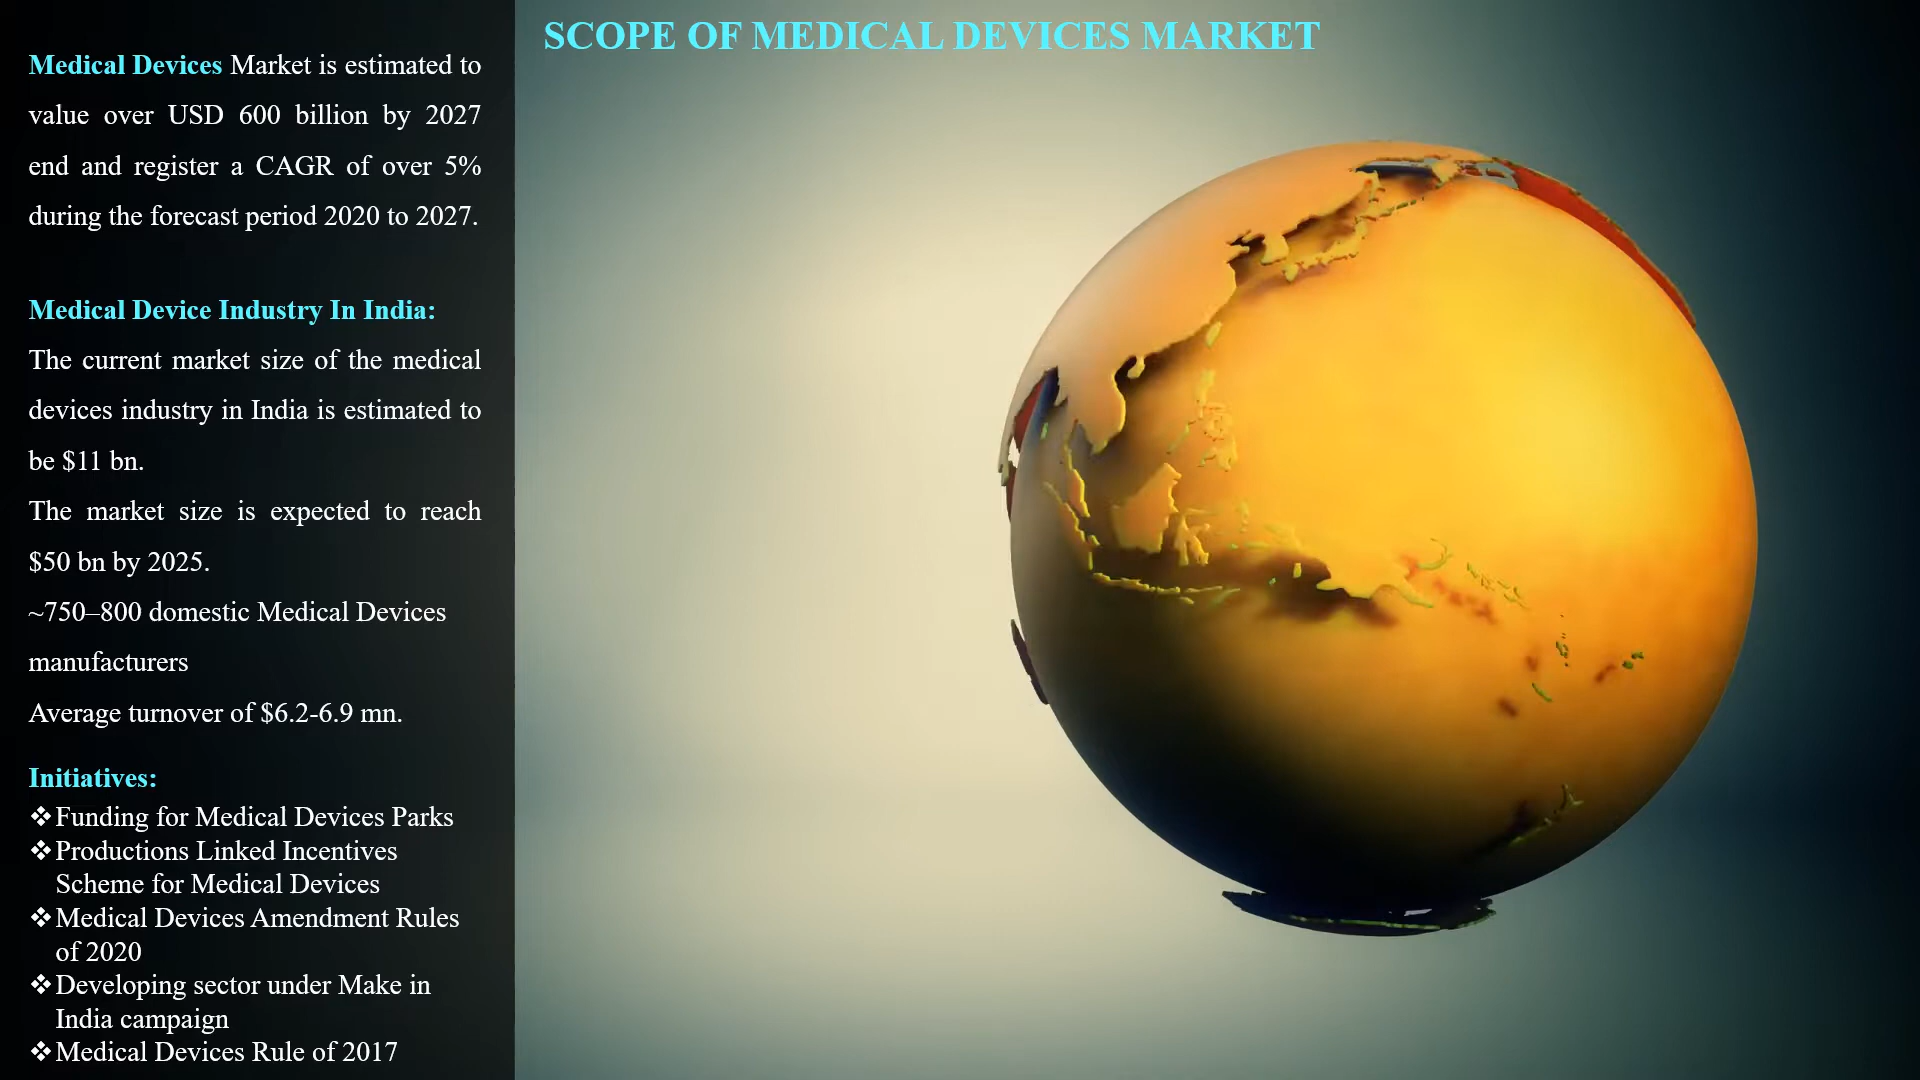 SCOPE OF MEDICAL DEVICES MARKET
Medical Devices Market is estimated to
value over USD 600 billion by 2027
end and register a CAGR of over 5%
during the forecast period 2020 to 2027.
Medical Device Industry In India:
The current market size of the medical
devices industry in India is estimated to
be $11 bn.
The market size is expected to reach
$50 bn by 2025.
~750–800 domestic Medical Devices
manufacturers
Average turnover of $6.2-6.9 mn.
Initiatives:
❖Funding for Medical Devices Parks
❖Productions Linked Incentives
Scheme for Medical Devices
❖Medical Devices Amendment Rules
of 2020
❖Developing sector under Make in
India campaign
❖Medical Devices Rule of 2017